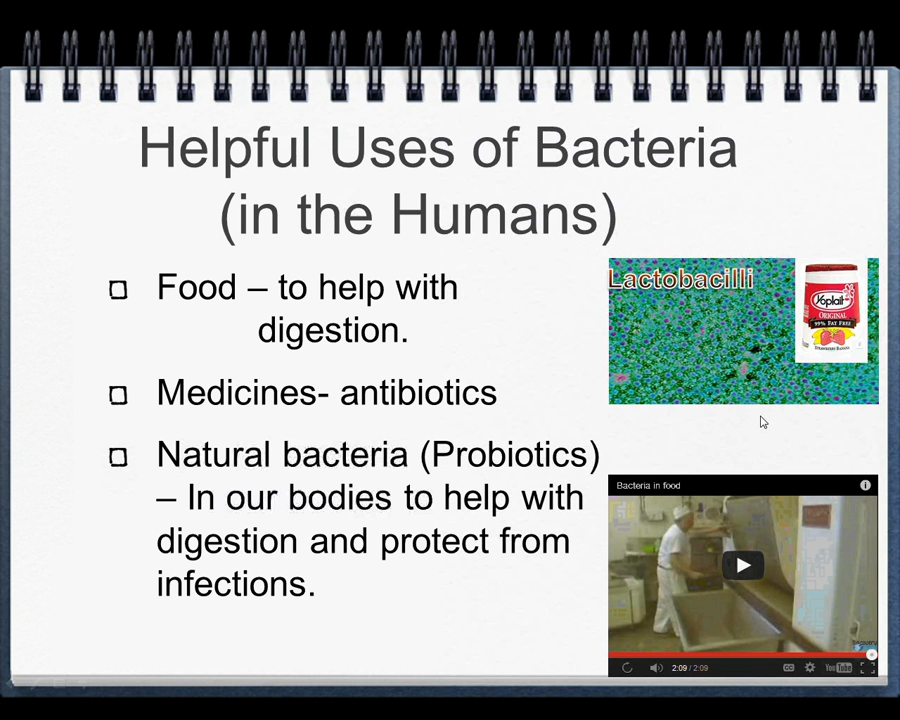 Helpful Uses of Bacteria
(in the Humans)
Food – to help with
digestion.
Medicines- antibiotics
Natural bacteria (Probiotics)
– In our bodies to help with
digestion and protect from
infections.
Lactobacilli
Yoplait
ORIGINAL
99% FAT FREE
Bacteria in food
2:09 / 2:09
CC
YouTube